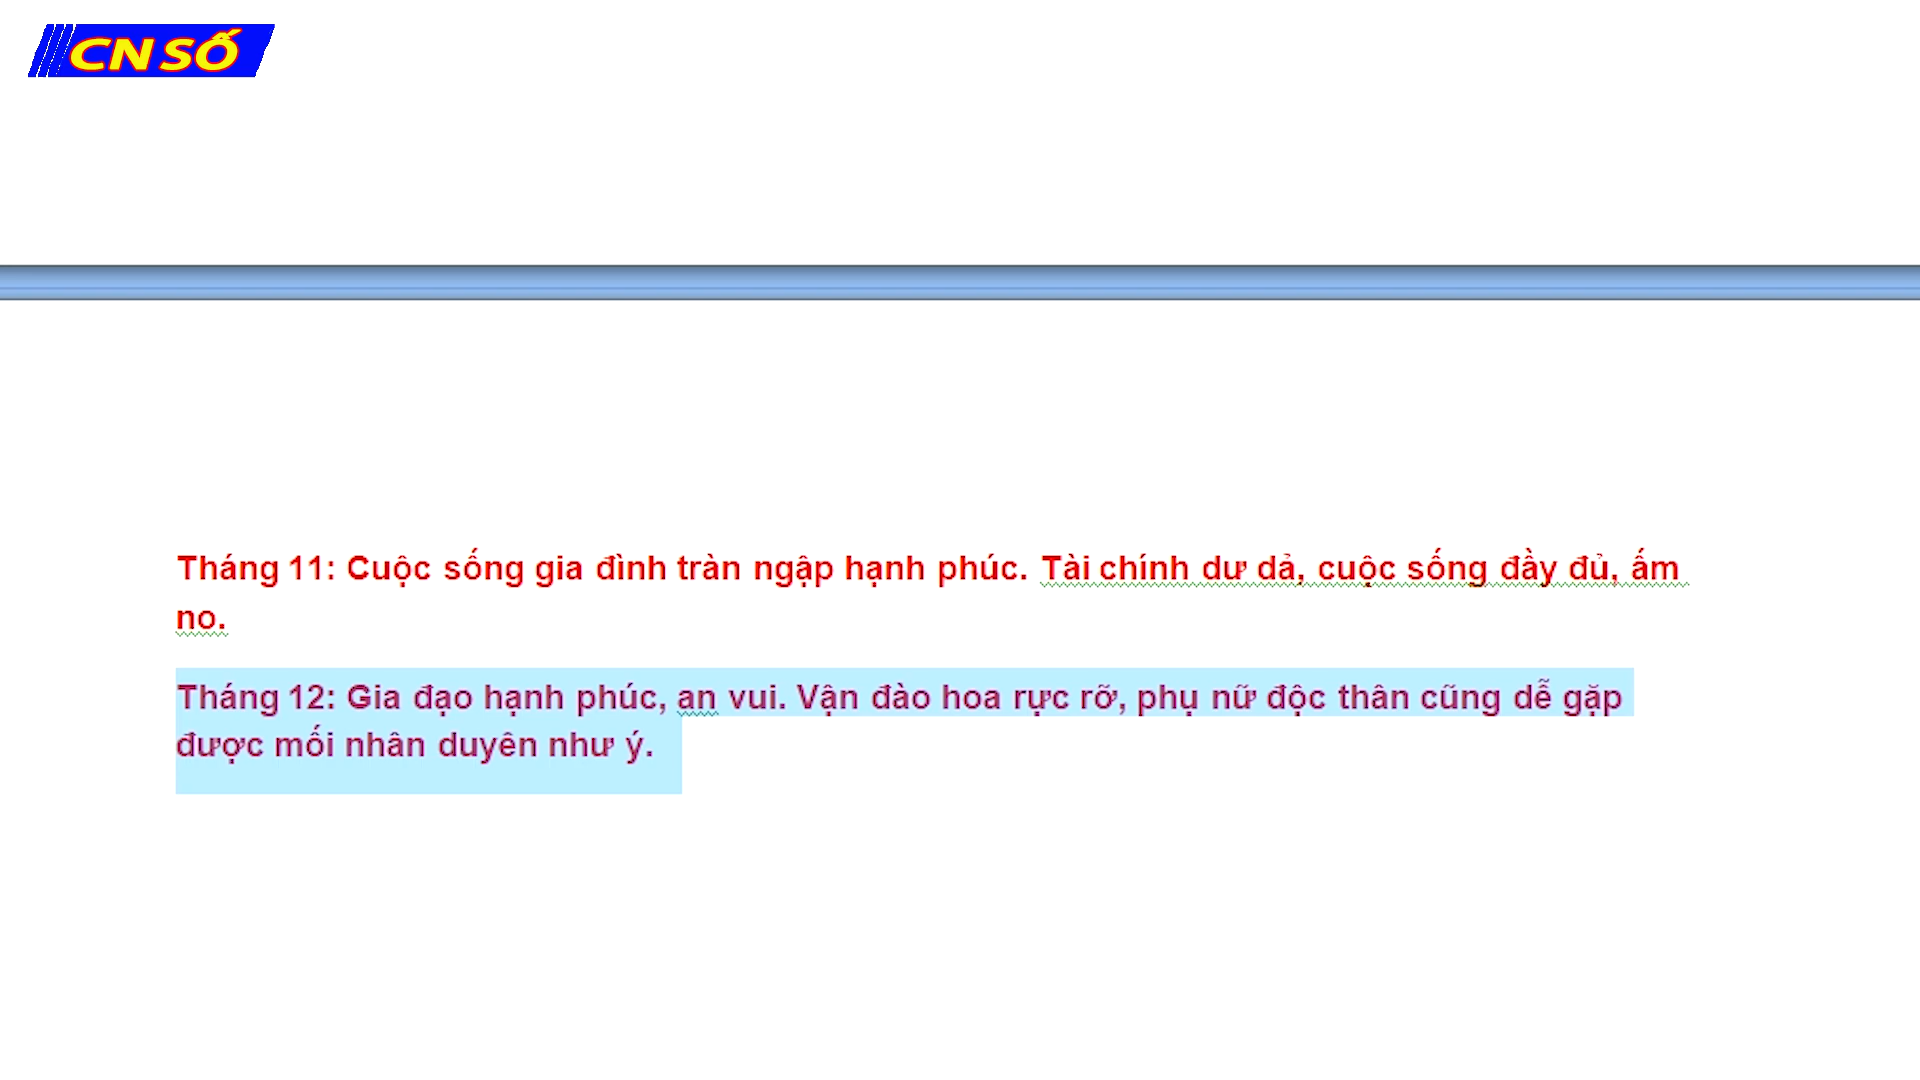 CN SỐ
Tháng 11: Cuộc sống gia đình tràn ngập hạnh phúc. Tài chính dư dả, cuộc sống đầy đủ, ấm
no.
Tháng 12: Gia đạo hạnh phúc, an vui. Vận đào hoa rực rỡ, phụ nữ độc thân cũng dễ gặp
được mối nhân duyên như ý.